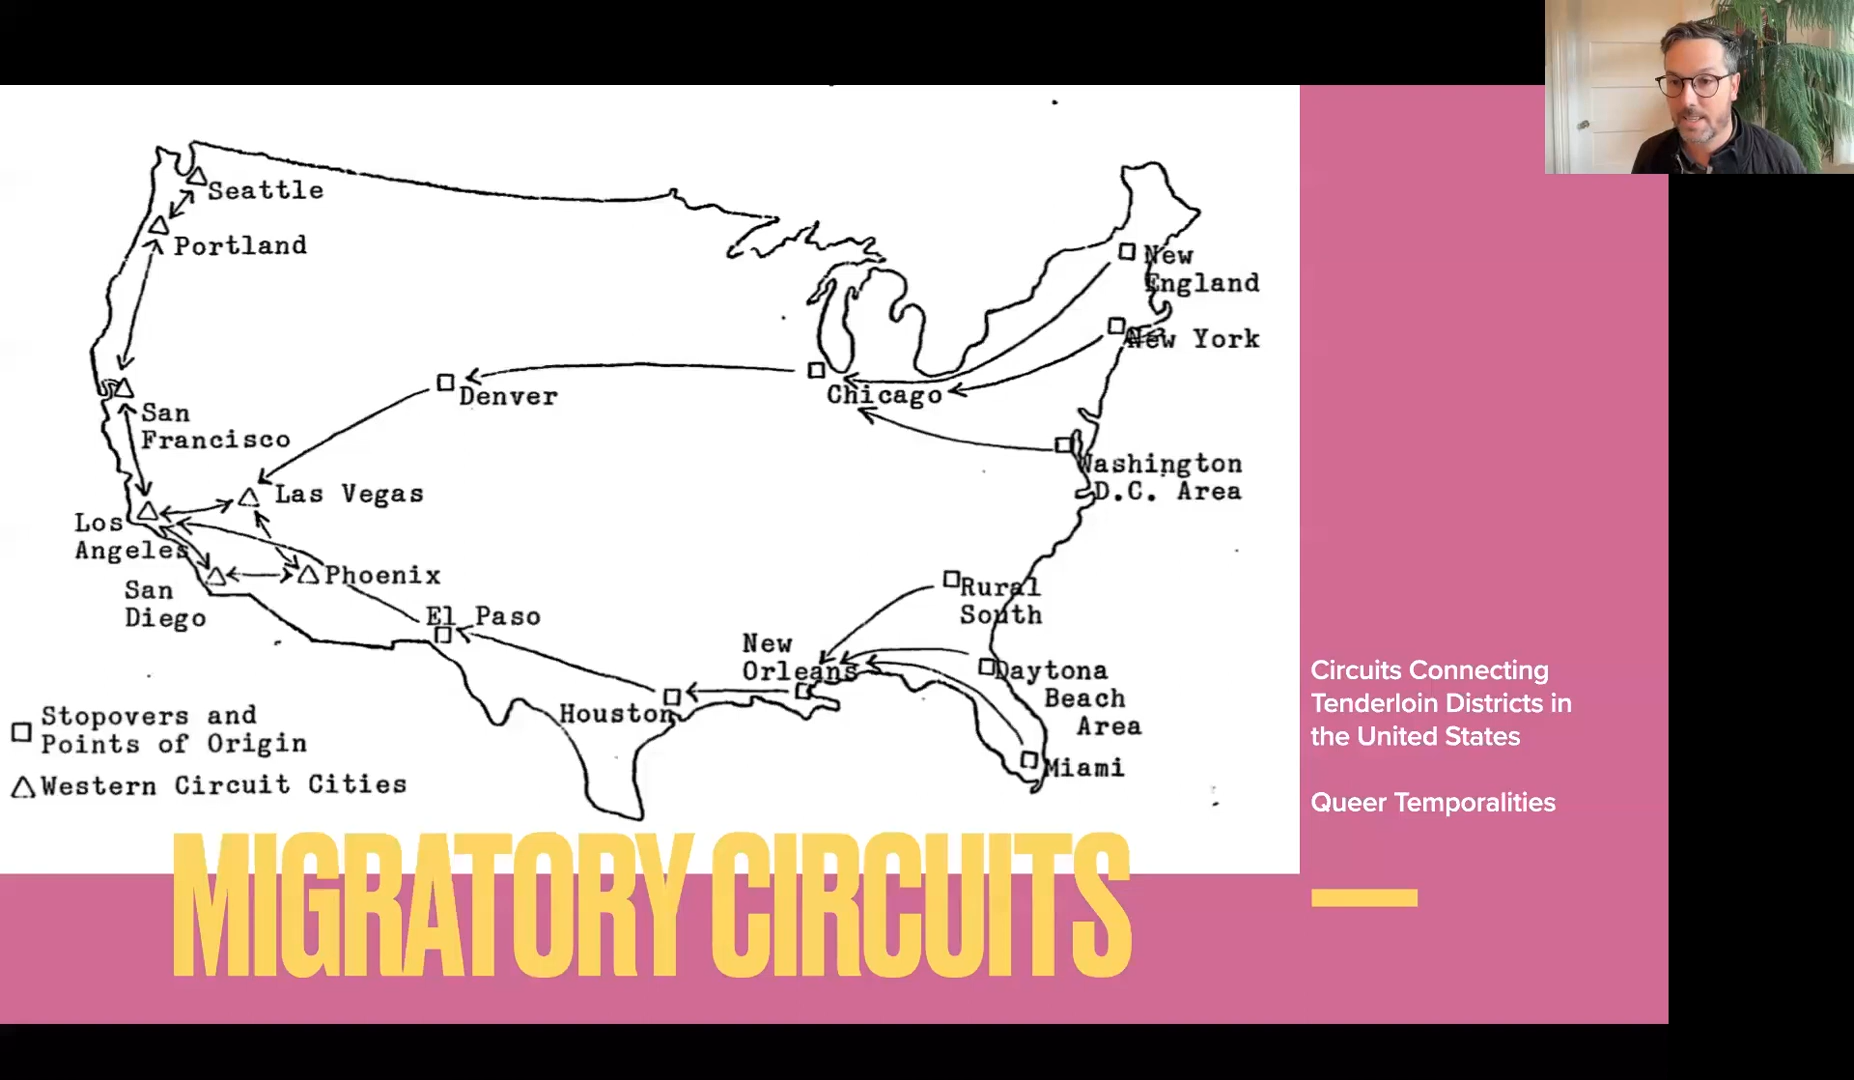 Seattle
Portland
New
England
New York
Denver
Chicago
San
Francisco
Las Vegas
Washington
D.C. Area
Los
Angeles
Phoenix
San
Diego
El Paso
Rural
South
New
Orleans
Daytona
Beach
Area
Houston
Miami
Stopovers and
Points of Origin
Western Circuit Cities
MIGRATORY CIRCUITS
Circuits Connecting
Tenderloin Districts in
the United States
Queer Temporalities